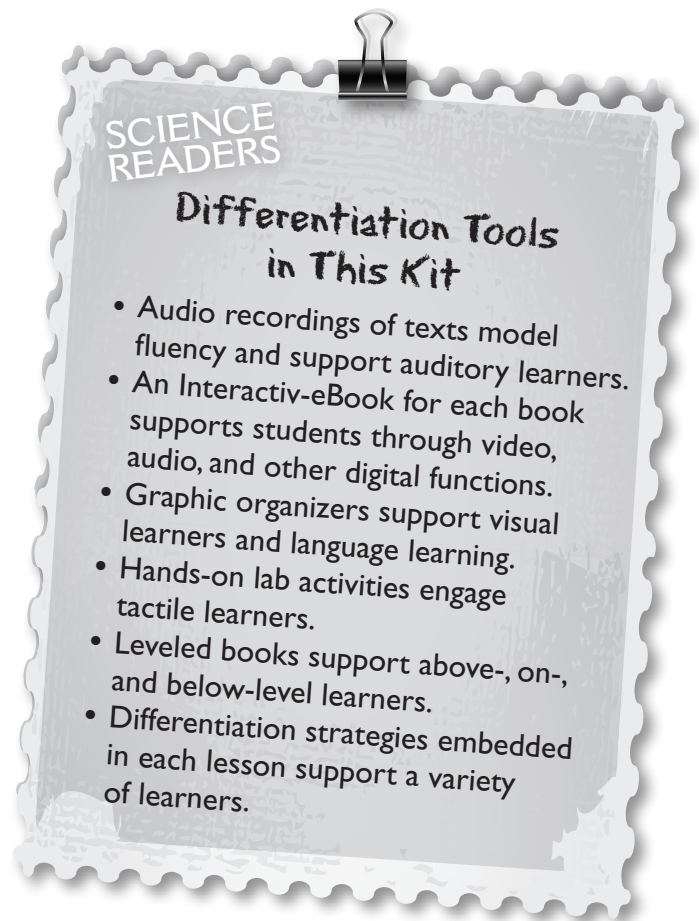 SCIENCE
READERS
Differentiation Tools
in This Kit
• Audio recordings of texts model
fluency and support auditory learners.
• An Interactiv-eBook for each book
supports students through video,
audio, and other digital functions.
• Graphic organizers support visual
learners and language learning.
• Hands-on lab activities engage
tactile learners.
• Leveled books support above-, on-,
and below-level learners.
• Differentiation strategies embedded
in each lesson support a variety
of learners.